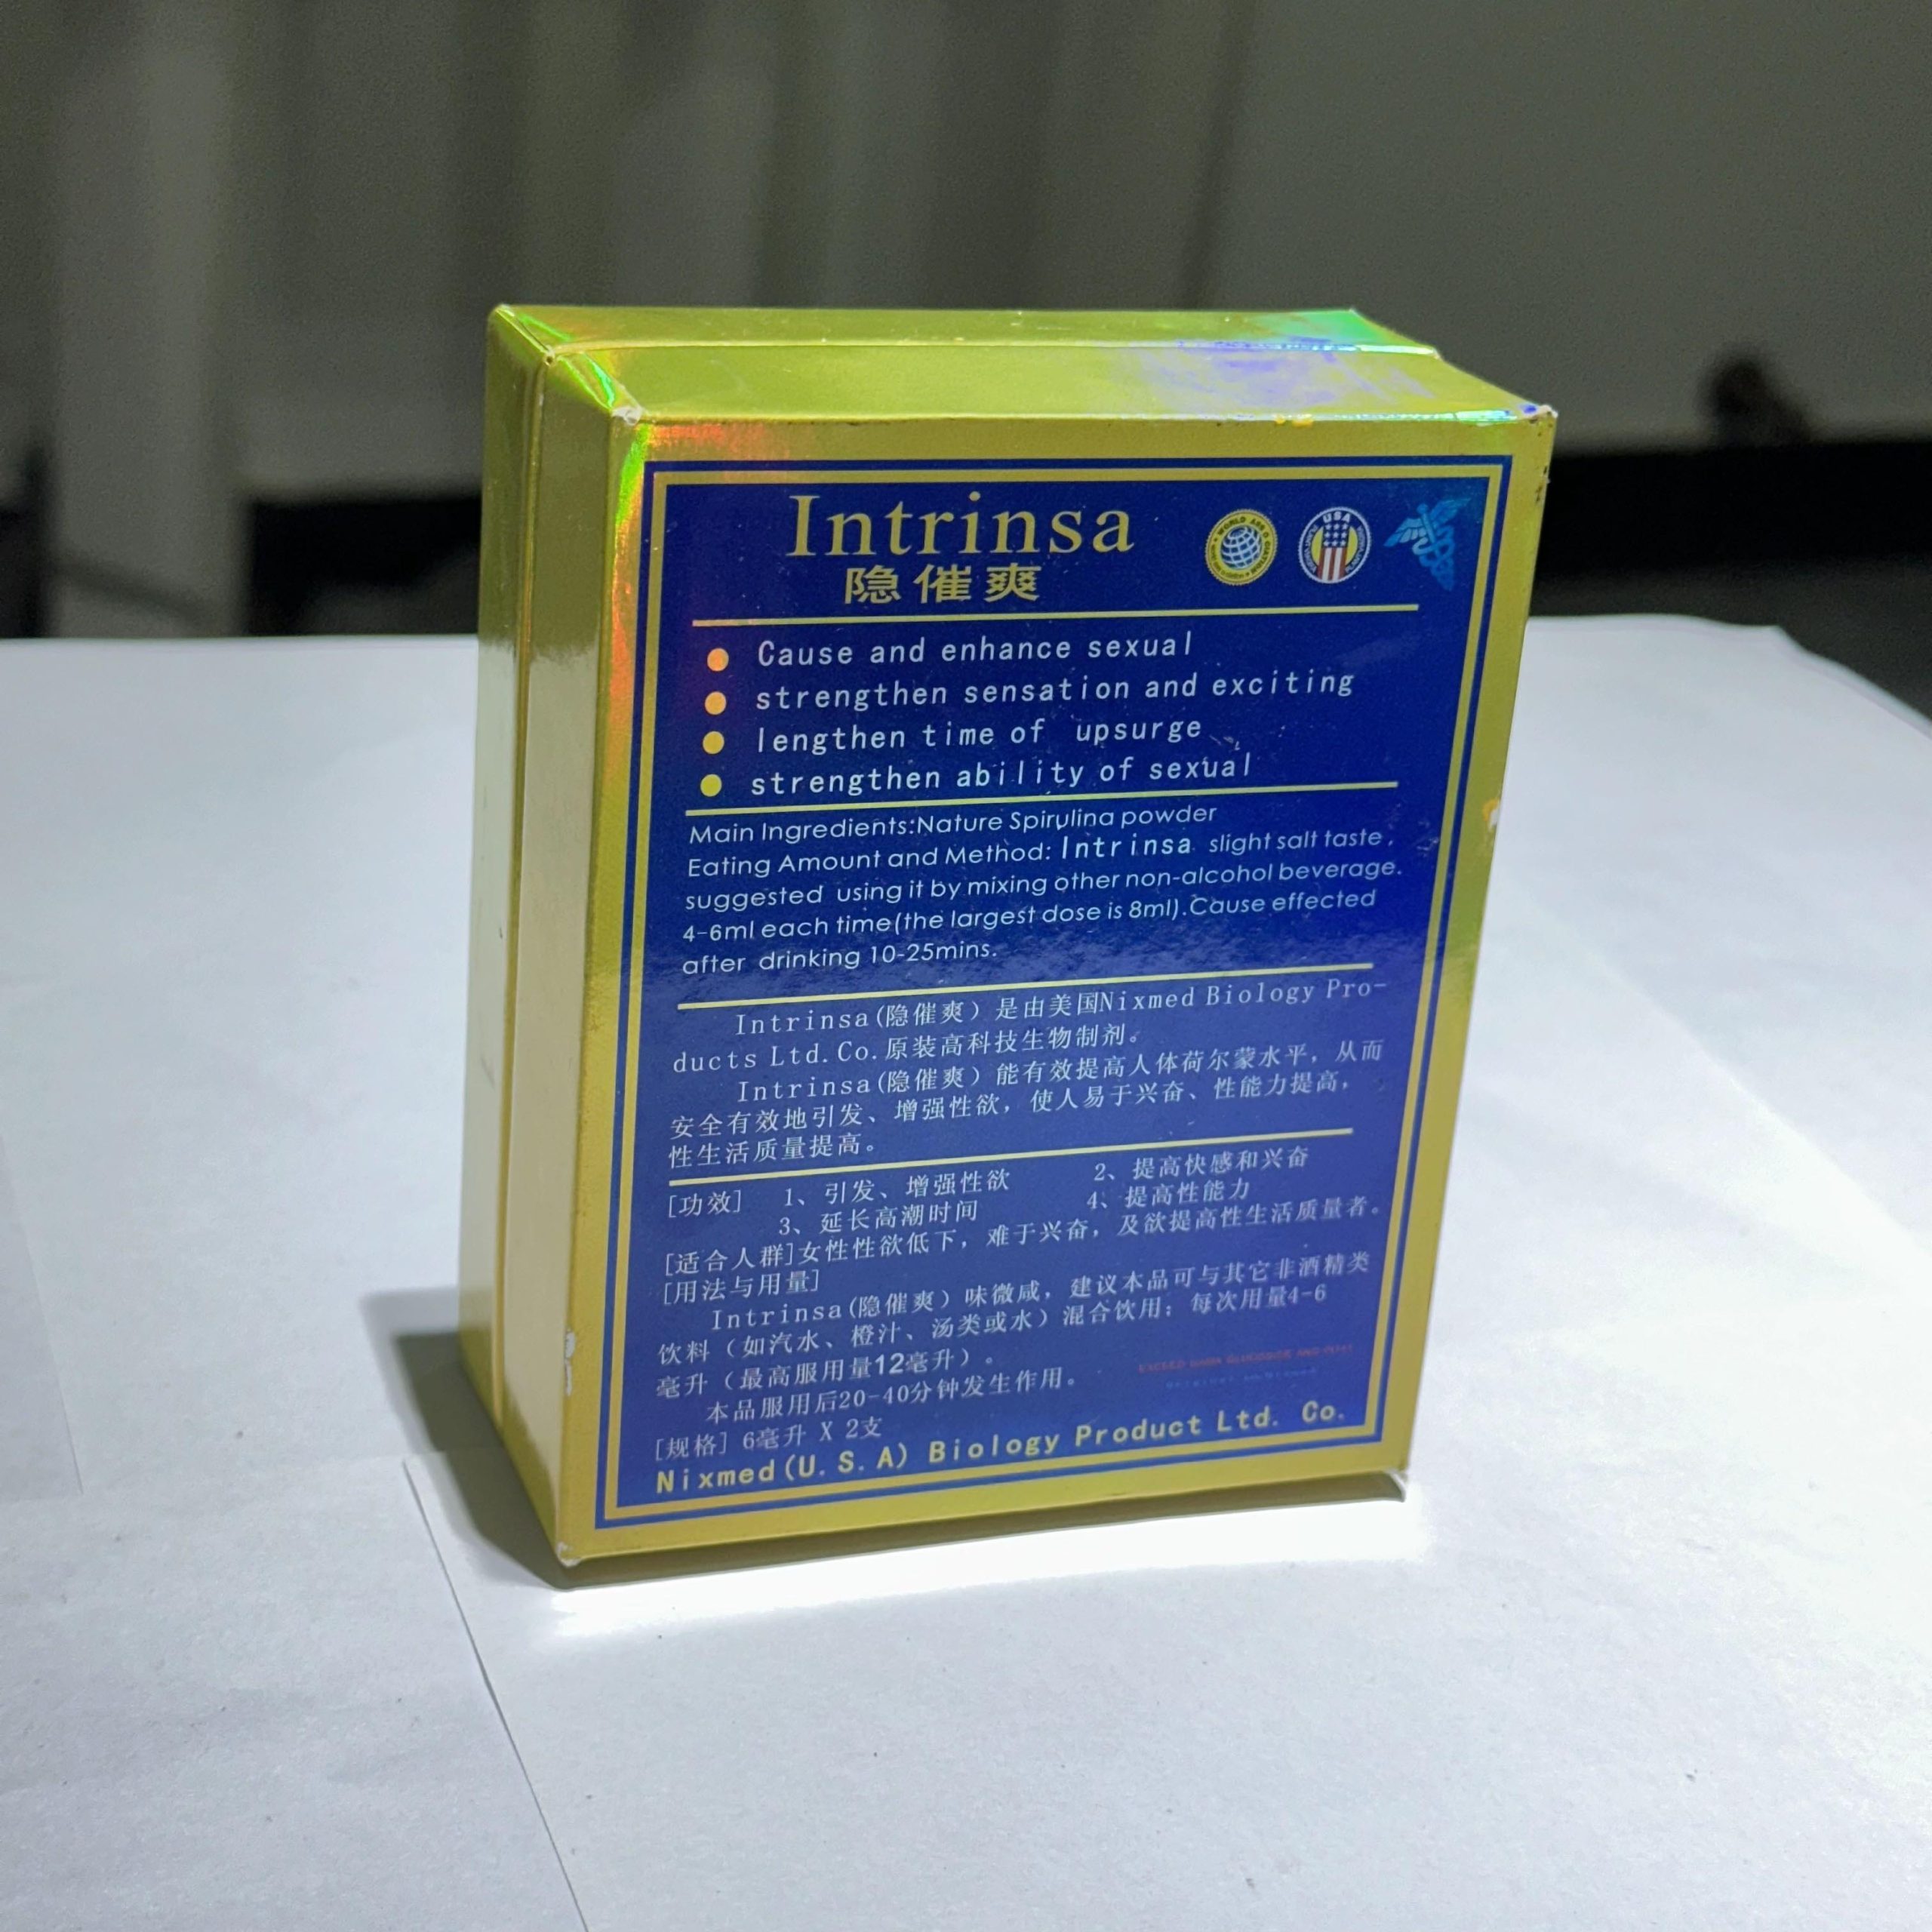 Intrinsa
隐催爽
USA
Cause and enhance sexual
strengthen sensation and exciting
lengthen time of upsurge
strengthen ability of sexual
Main Ingredients:Nature Spirulina powder
Eating Amount and Method: Intrinsa slight salt taste,
suggested using it by mixing other non-alcohol beverage.
4-6ml each time(the largest dose is 8ml).Cause effected
after drinking 10-25mins.
Intrinsa(隐催爽）是由美国Nixmed Biology Pro-
ducts Ltd.Co.原装高科技生物制剂。
Intrinsa(隐催爽）能有效提高人体荷尔蒙水平，从而
安全有效地引发、增强性欲，使人易于兴奋、性能力提高，
性生活质量提高。
[功效] 1、引发、增强性欲 2、提高快感和兴奋
3、延长高潮时间 4、提高性能力
[适合人群]女性性欲低下，难于兴奋，及欲提高性生活质量者。
[用法与用量]
Intrinsa(隐催爽）味微咸，建议本品可与其它非酒精类
饮料（如汽水、橙汁、汤类或水）混合饮用；每次用量4-6
毫升（最高服用量12毫升）。
本品服用后20-40分钟发生作用。
[规格] 6毫升 X 2支
Nixmed(U.S.A) Biology Product Ltd. Co.